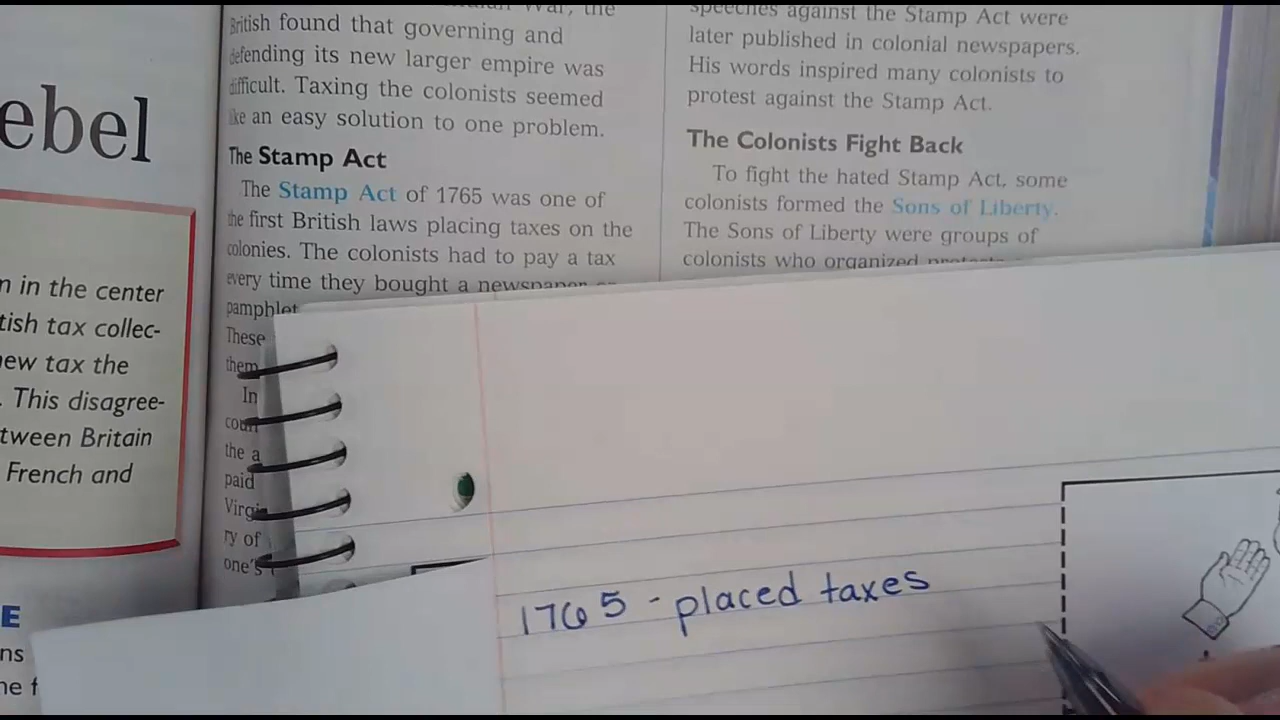 ebel
n in the center
tish tax collec-
ew tax the
. This disagree-
tween Britain
French and
E
ns
ne f
War, the
British found that governing and
defending its new larger empire was
difficult. Taxing the colonists seemed
like an easy solution to one problem.
The Stamp Act
The Stamp Act of 1765 was one of
the first British laws placing taxes on the
colonies. The colonists had to pay a tax
every time they bought a newspaper
pamphlet
These
them
In
the a
paid
ry of
one's
speeches against the Stamp Act were
later published in colonial newspapers.
His words inspired many colonists to
protest against the Stamp Act.
The Colonists Fight Back
To fight the hated Stamp Act, some
colonists formed the Sons of Liberty.
The Sons of Liberty were groups of
colonists who organized protests
1765 - placed taxes